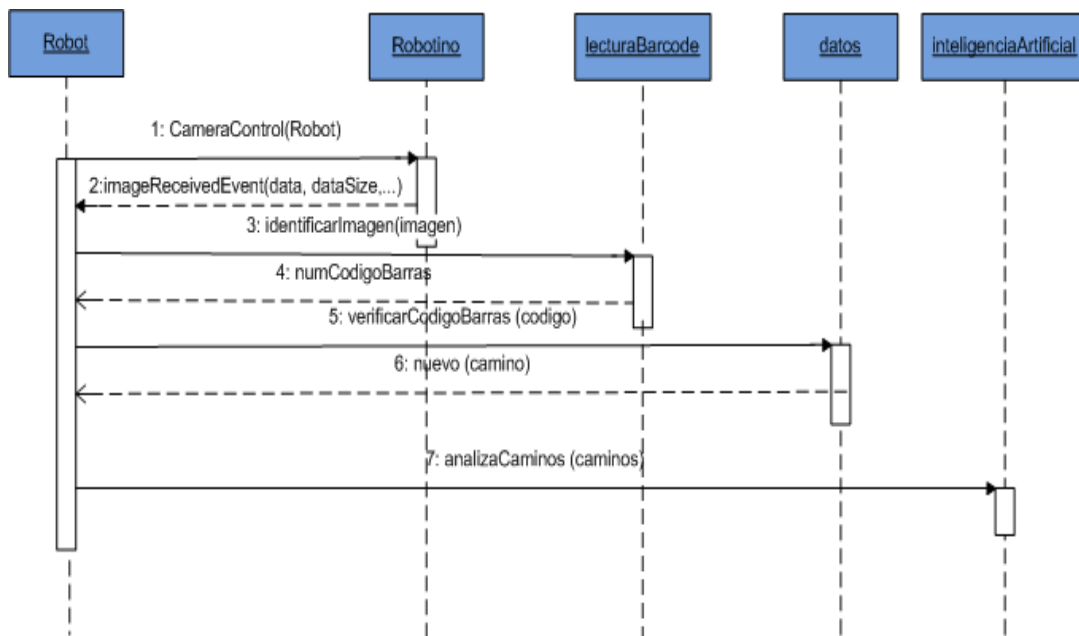 Robot
Robotino
lecturaBarcode
datos
inteligenciaArtificial
1: CameraControl(Robot)
2:imageReceivedEvent(data, dataSize,...)
3: identificarImagen(imagen)
4: numCodigoBarras
5: verificarCodigoBarras (codigo)
6: nuevo (camino)
7: analizaCaminos (caminos)